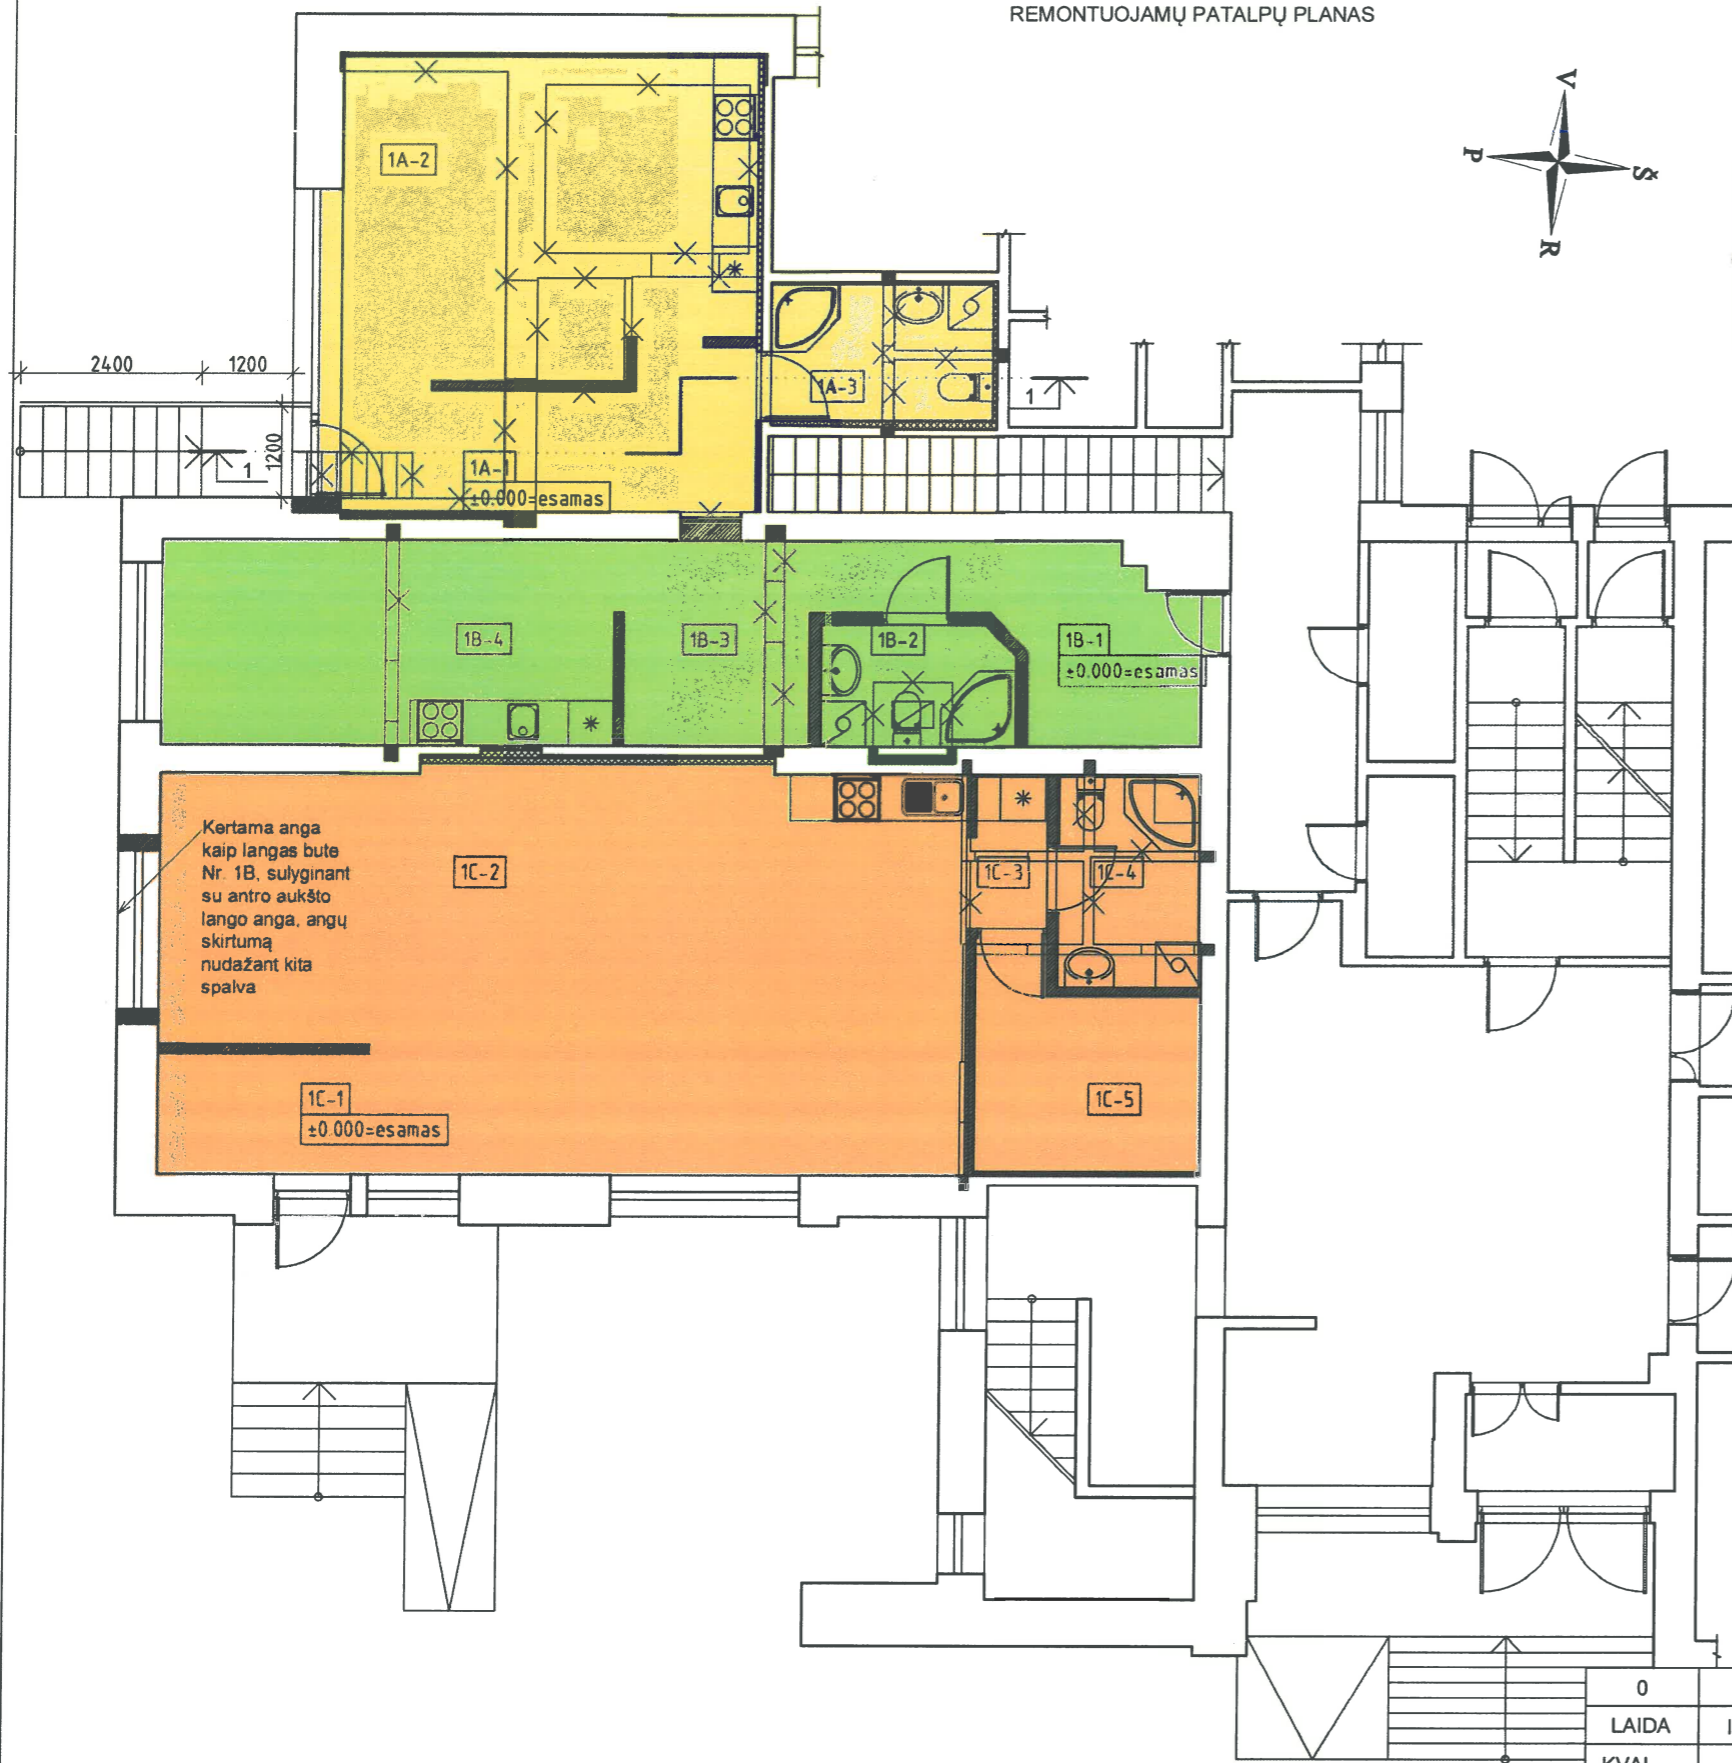 REMONTUOJAMŲ PATALPŲ PLANAS
V
P
Š
R
1A-2
2400
1200
1200
1A-3
1
1
1A-1
±0.000=esamas
1B-4
1B-3
1B-2
1B-1
±0.000=esamas
Kertama anga
kaip langas bute
Nr. 1B, sulyginant
su antro aukšto
lango anga, angų
skirtumą
nudažant kita
spalva
1C-2
1C-3
1C-4
1C-1
±0.000=esamas
1C-5
0
LAIDA